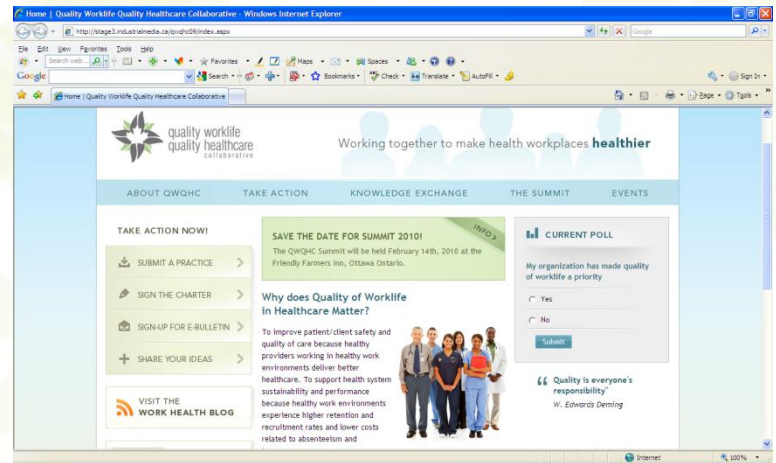 Home | Quality Worklife Quality Healthcare Collaborative - Windows Internet Explorer
http://stage3.industrialmedia.ca/qwqhc09/index.aspx
Google
File Edit View Favorites Tools Help
Search web... Favorites Maps Spaces
Google Search Bookmarks Check Translate AutoFill Sign In
Home | Quality Worklife Quality Healthcare Collaborative Page Tools
quality worklife
quality healthcare
collaborative
Working together to make health workplaces healthier
ABOUT QWQHC TAKE ACTION KNOWLEDGE EXCHANGE THE SUMMIT EVENTS
TAKE ACTION NOW!
SUBMIT A PRACTICE
SIGN THE CHARTER
SIGN-UP FOR E-BULLETIN
SHARE YOUR IDEAS
VISIT THE
WORK HEALTH BLOG
SAVE THE DATE FOR SUMMIT 2010!
INFO
The QWQHC Summit will be held February 14th, 2010 at the
Friendly Farmers Inn, Ottawa Ontario.
Why does Quality of Worklife
in Healthcare Matter?
To improve patient/client safety and
quality of care because healthy
providers working in healthy work
environments deliver better
healthcare. To support health system
sustainability and performance
because healthy work environments
experience higher retention and
recruitment rates and lower costs
related to absenteeism and
CURRENT POLL
My organization has made quality
of worklife a priority
Yes
No
Submit
Quality is everyone's
responsibility"
W. Edwards Deming
Internet 100%